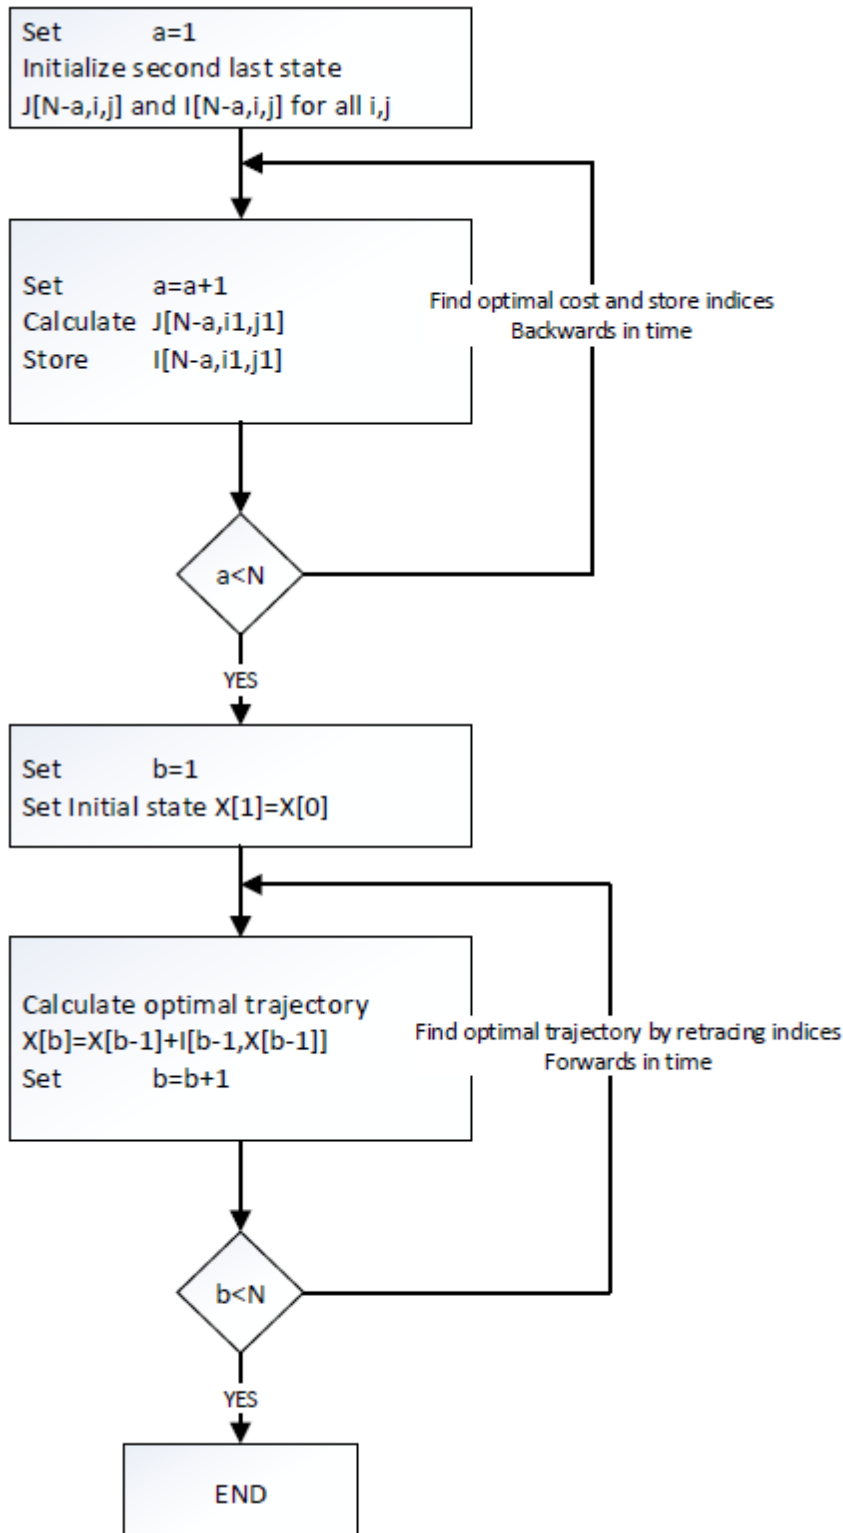 Set a=1
Initialize second last state
J[N-a,i,j] and I[N-a,i,j] for all i,j
Set a=a+1
Calculate J[N-a,i1,j1]
Store I[N-a,i1,j1]
Find optimal cost and store indices
Backwards in time
a<N
YES
Set b=1
Set Initial state X[1]=X[0]
Calculate optimal trajectory
X[b]=X[b-1]+I[b-1,X[b-1]]
Set b=b+1
Find optimal trajectory by retracing indices
Forwards in time
b<N
YES
END